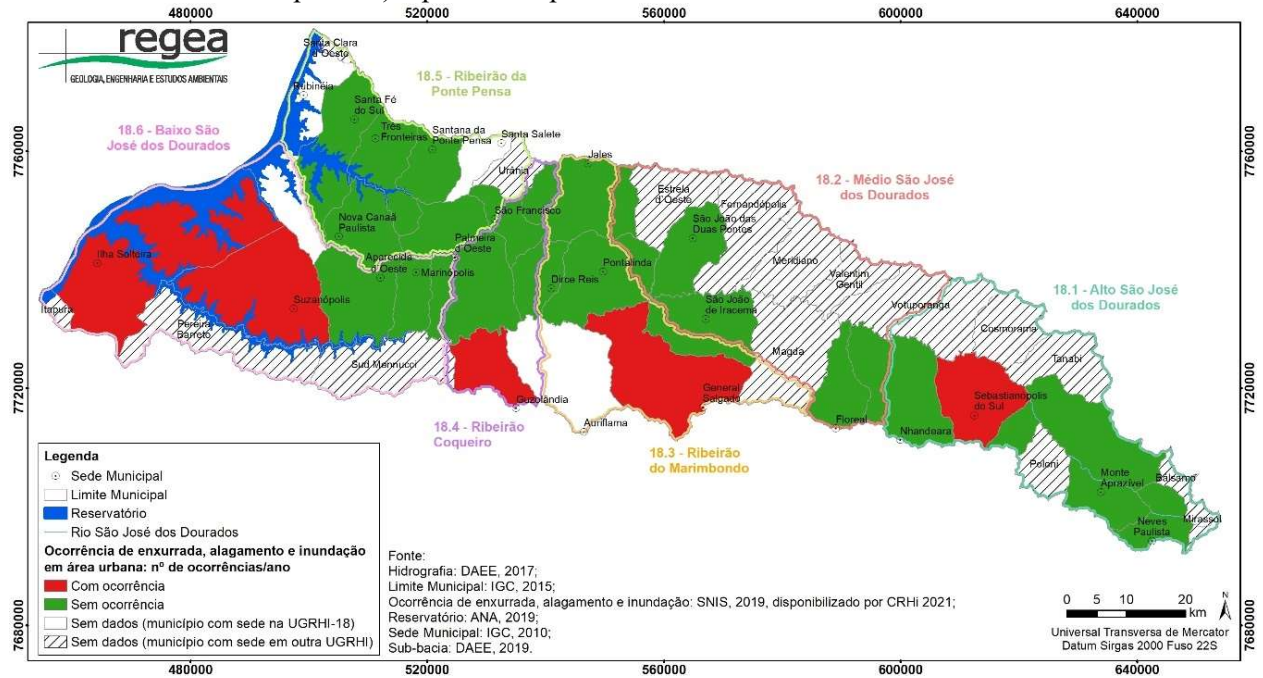 480000 520000 560000 600000 640000
regea
GEOLOGIA, ENGENHARIA E ESTUDOS AMBIENTAIS
Santa Clara
d'Oeste
Rubinéia
18.5 - Ribeirão da
Ponte Pensa
Santa Fé
do Sul
Três
Fronteiras
Santana da
Ponte Pensa
Santa Salete
Urânia
18.6 - Baixo São
José dos Dourados
7760000
7760000
Jales
18.2 - Médio São José
dos Dourados
Estrela
d'Oeste
Fernandópolis
São João das
Duas Pontes
São Francisco
Nova Canaã
Paulista
Palmeira
d'Oeste
Aparecida
d'Oeste
Marinópolis
Ilha Solteira
Suzanápolis
Dirce Reis
Pontalinda
Meridiano
Valentim
Gentil
Votuporanga
18.1 - Alto São José
dos Dourados
Itapura
Pereira
Barreto
Sud Mennucci
São João
de Iracema
Cosmorama
Tanabi
Magda
7720000
7720000
General
Salgado
Sebastianópolis
do Sul
Guzolândia
Auriflama
Floreal
Nhandeara
18.4 - Ribeirão
Coqueiro
18.3 - Ribeirão
do Marimbondo
Poloni
Monte
Aprazível
Bálsamo
Mirassol
Neves
Paulista
Legenda
Sede Municipal
Limite Municipal
Reservatório
Rio São José dos Dourados
Ocorrência de enxurrada, alagamento e inundação
em área urbana: nº de ocorrências/ano
Com ocorrência
Sem ocorrência
Sem dados (município com sede na UGRHI-18)
Sem dados (município com sede em outra UGRHI)
Fonte:
Hidrografia: DAEE, 2017;
Limite Municipal: IGC, 2015;
Ocorrência de enxurrada, alagamento e inundação: SNIS, 2019, disponibilizado por CRHi 2021;
Reservatório: ANA, 2019;
Sede Municipal: IGC, 2010;
Sub-bacia: DAEE, 2019.
0 5 10 20
km
N
Universal Transversa de Mercator
Datum Sirgas 2000 Fuso 22S
7680000
7680000
480000 520000 560000 600000 640000